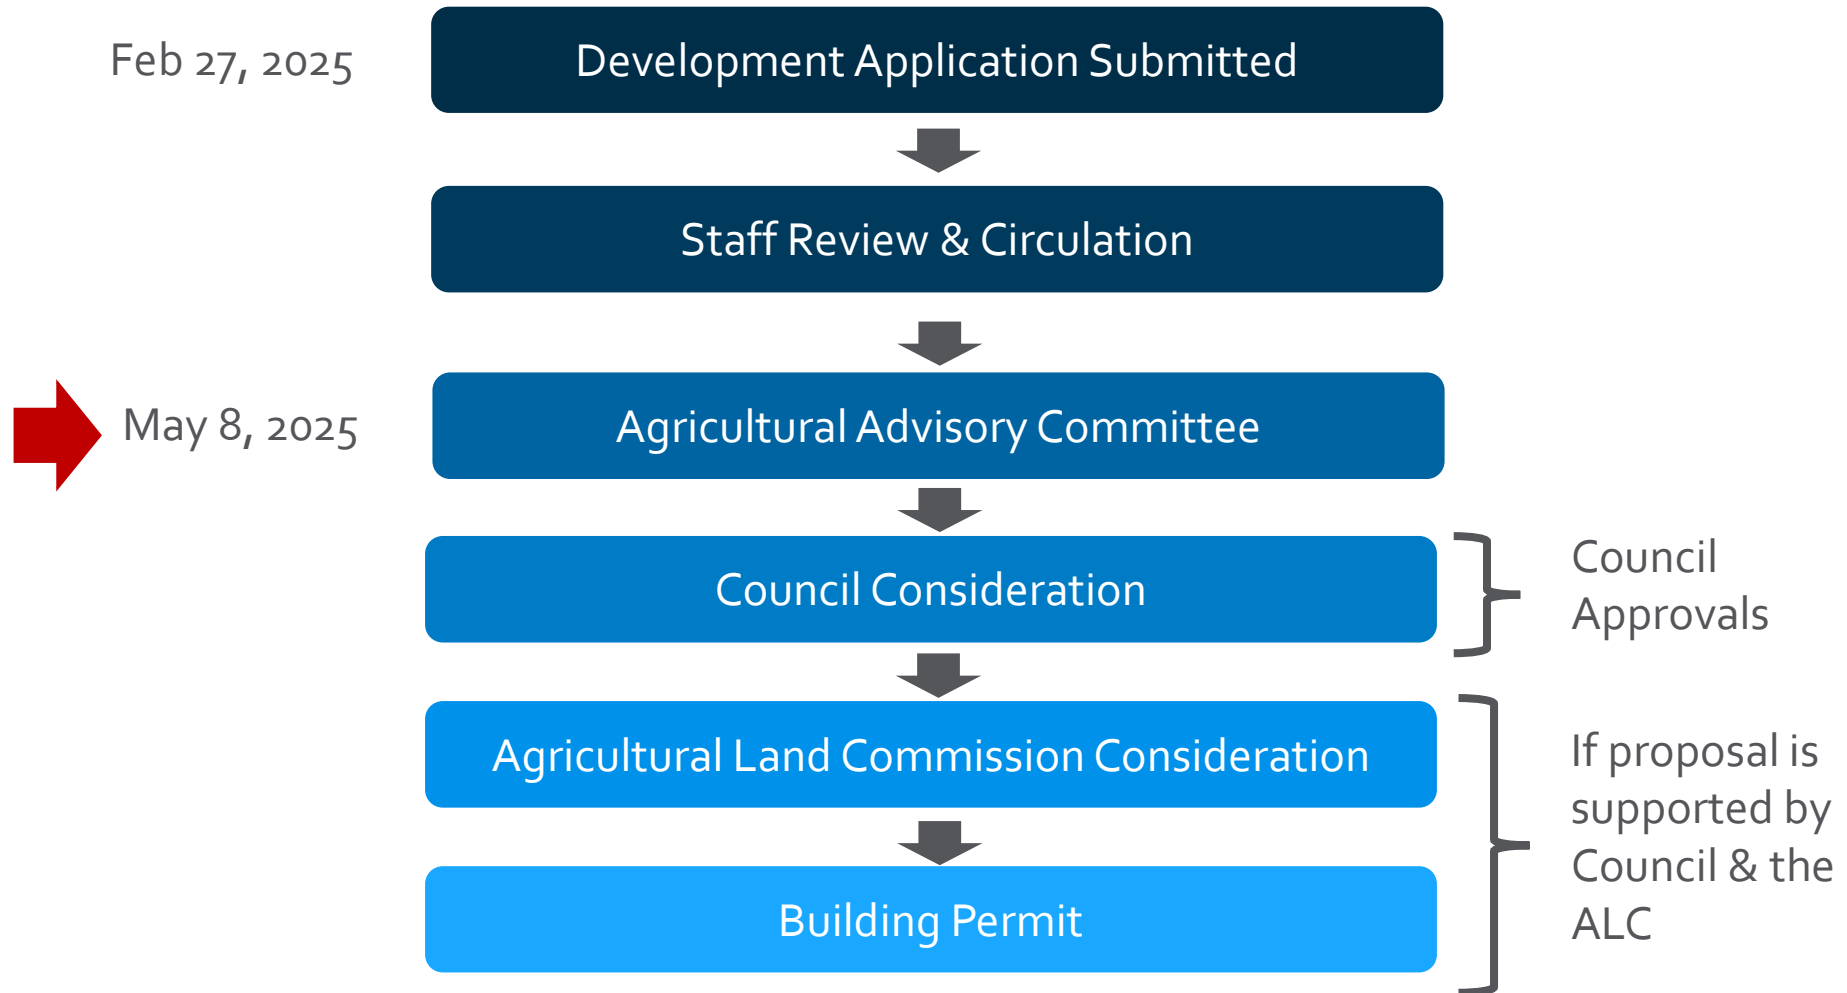 Feb 27, 2025
Development Application Submitted
Staff Review & Circulation
May 8, 2025
Agricultural Advisory Committee
Council Consideration
Council
Approvals
Agricultural Land Commission Consideration
If proposal is
supported by
Council & the
ALC
Building Permit